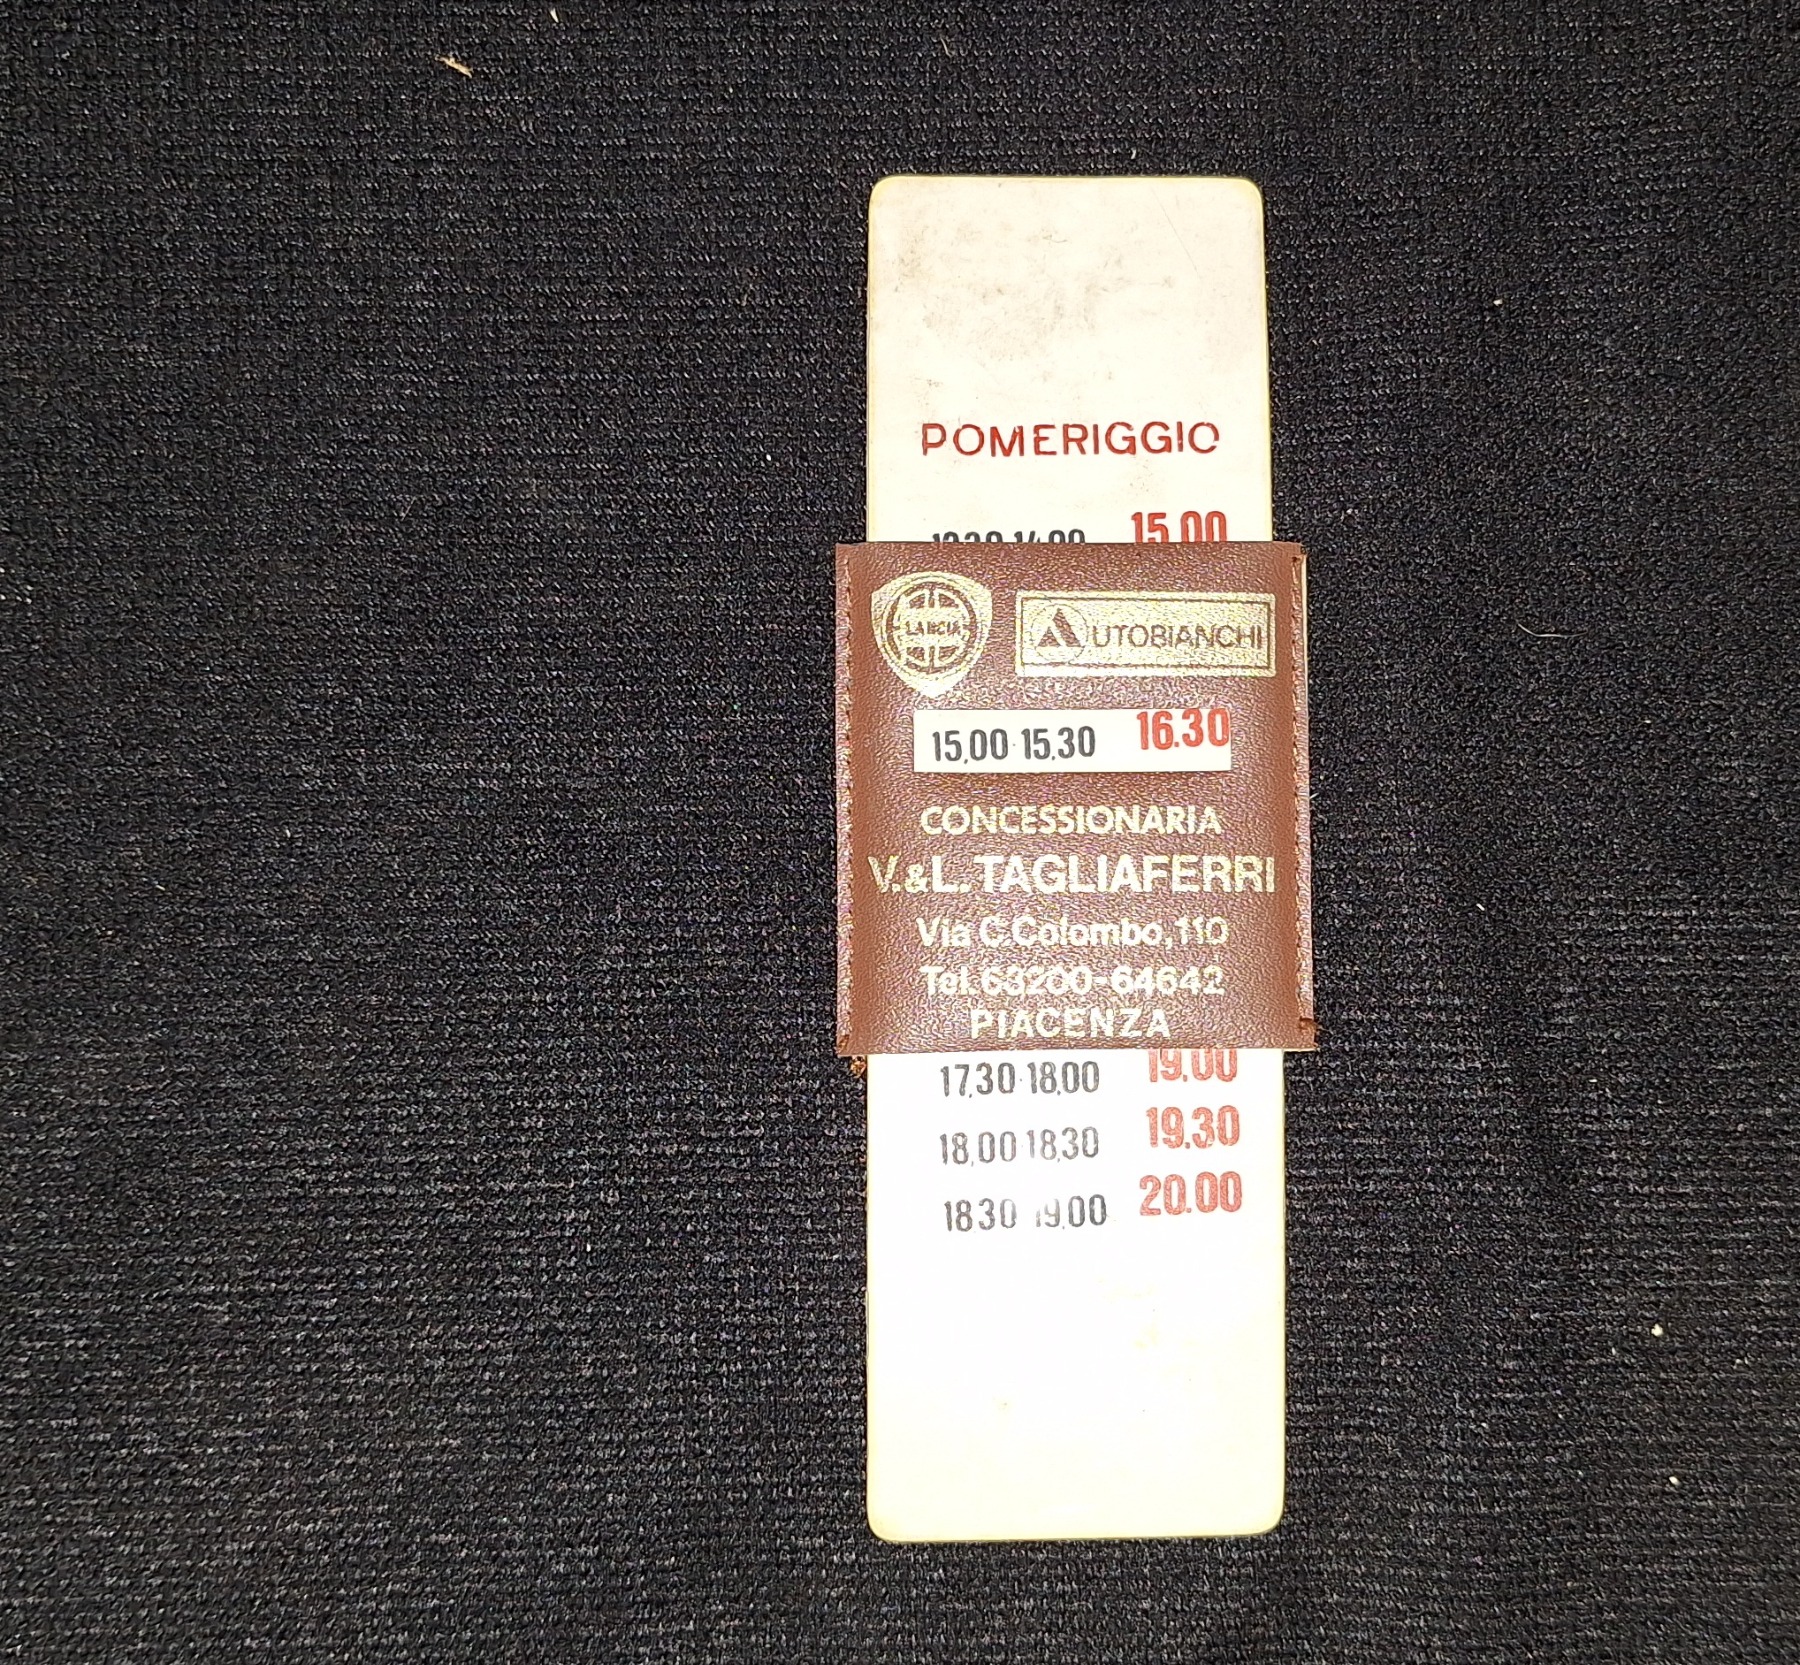 POMERIGGIO
15.00
LANCIA
AUTOBIANCHI
15,00 15,30 16.30
CONCESSIONARIA
V.&L. TAGLIAFERRI
Via C.Colombo,110
Tel.63200-64642
PIACENZA
17,30 18,00 19.00
18,00 18,30 19.30
18 30 19,00 20.00